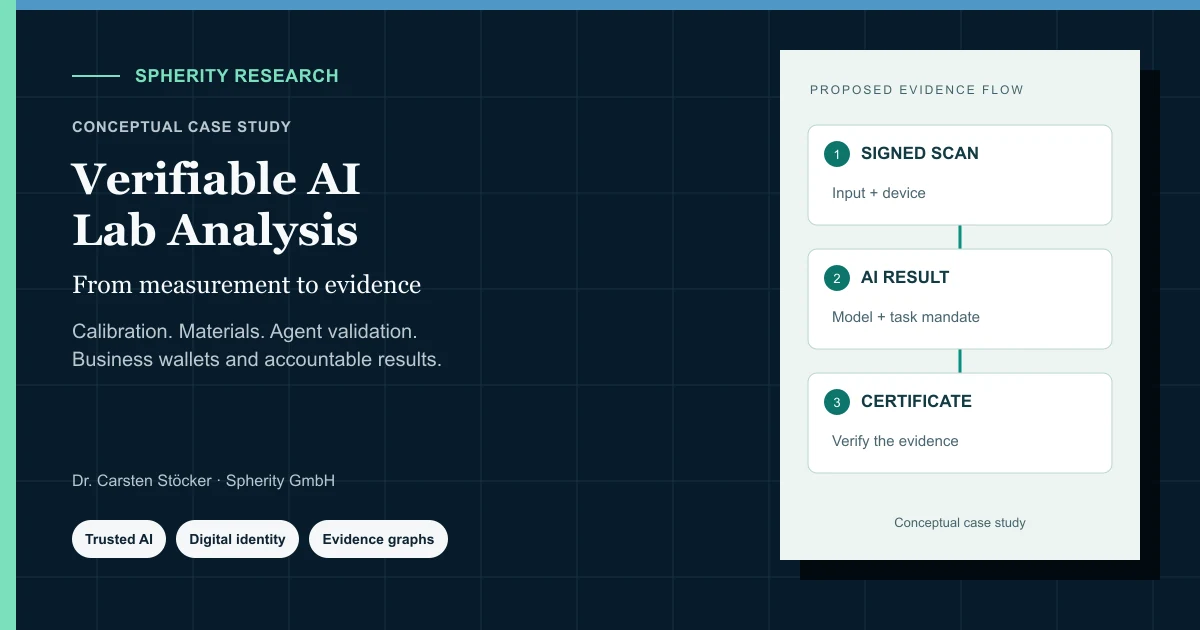 SPHERITY RESEARCH
CONCEPTUAL CASE STUDY
Verifiable AI
Lab Analysis
From measurement to evidence
Calibration. Materials. Agent validation.
Business wallets and accountable results.
Dr. Carsten Stöcker · Spherity GmbH
Trusted AI
Digital identity
Evidence graphs
PROPOSED EVIDENCE FLOW
1 SIGNED SCAN
Input + device
2 AI RESULT
Model + task mandate
3 CERTIFICATE
Verify the evidence
Conceptual case study